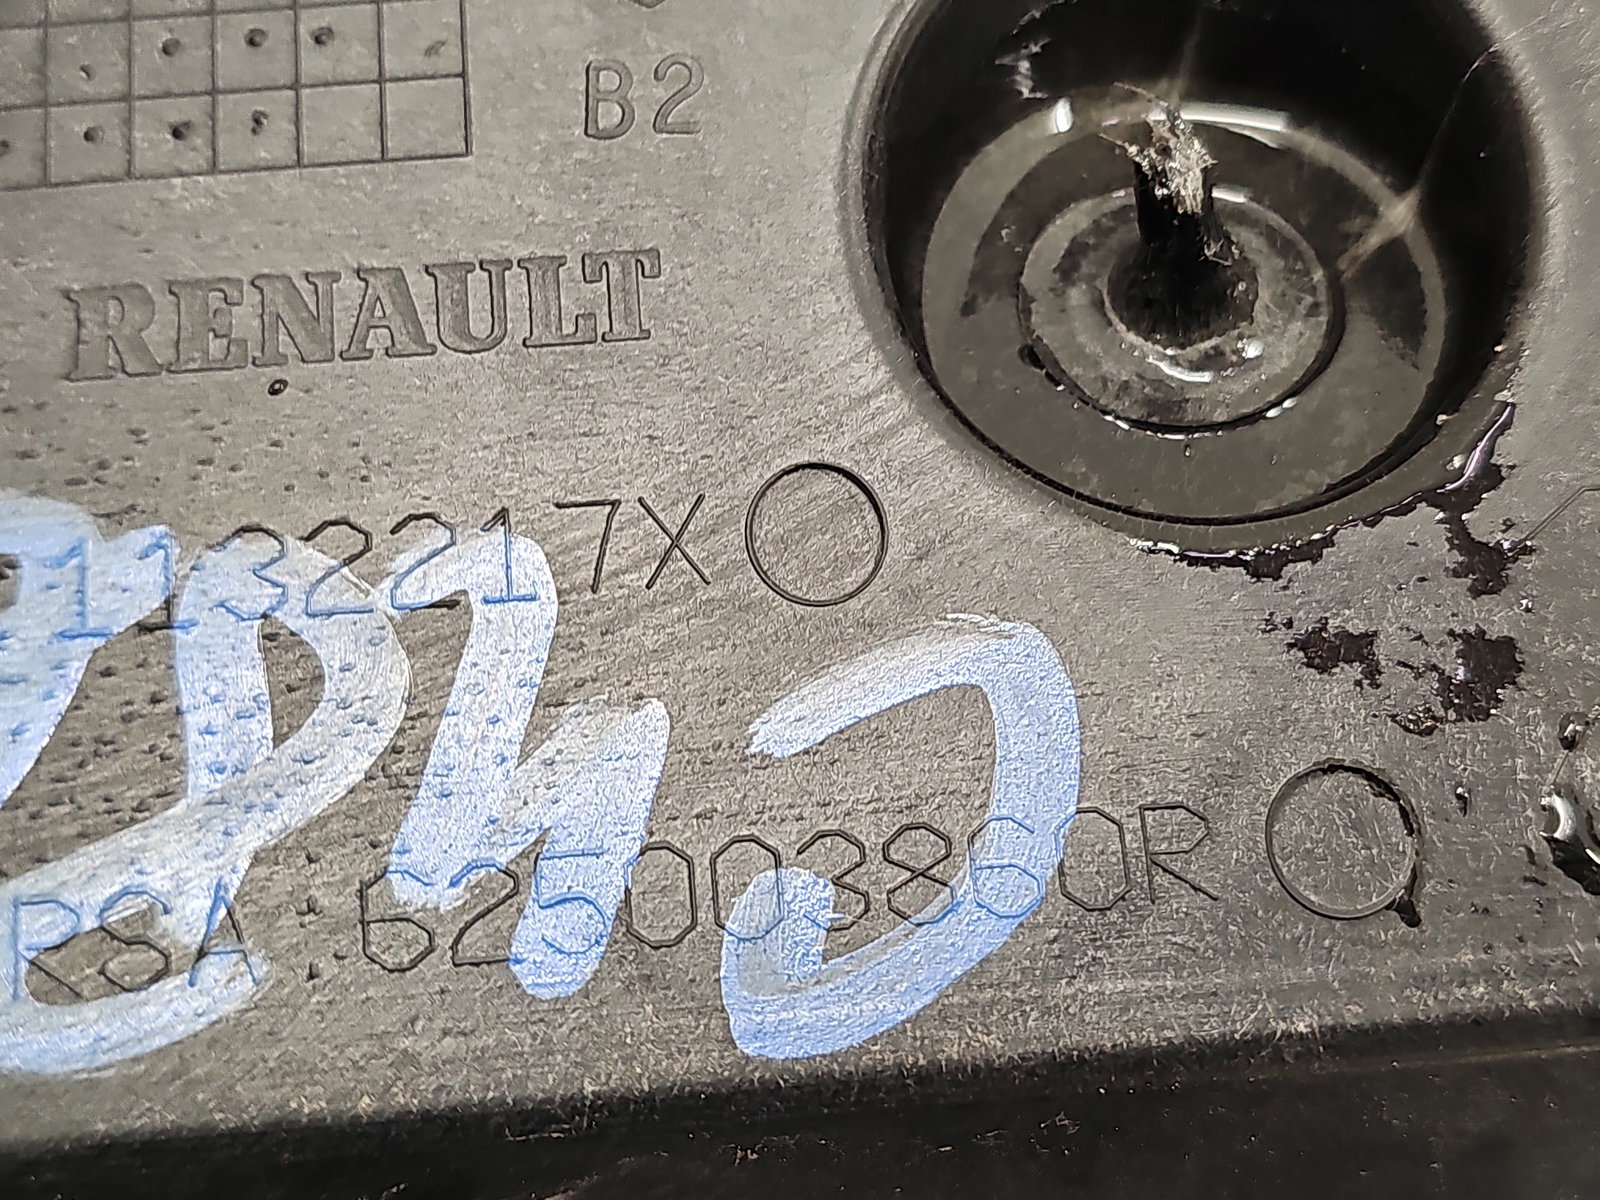 B2
RENAULT
1132217X
RSA : 625003860R